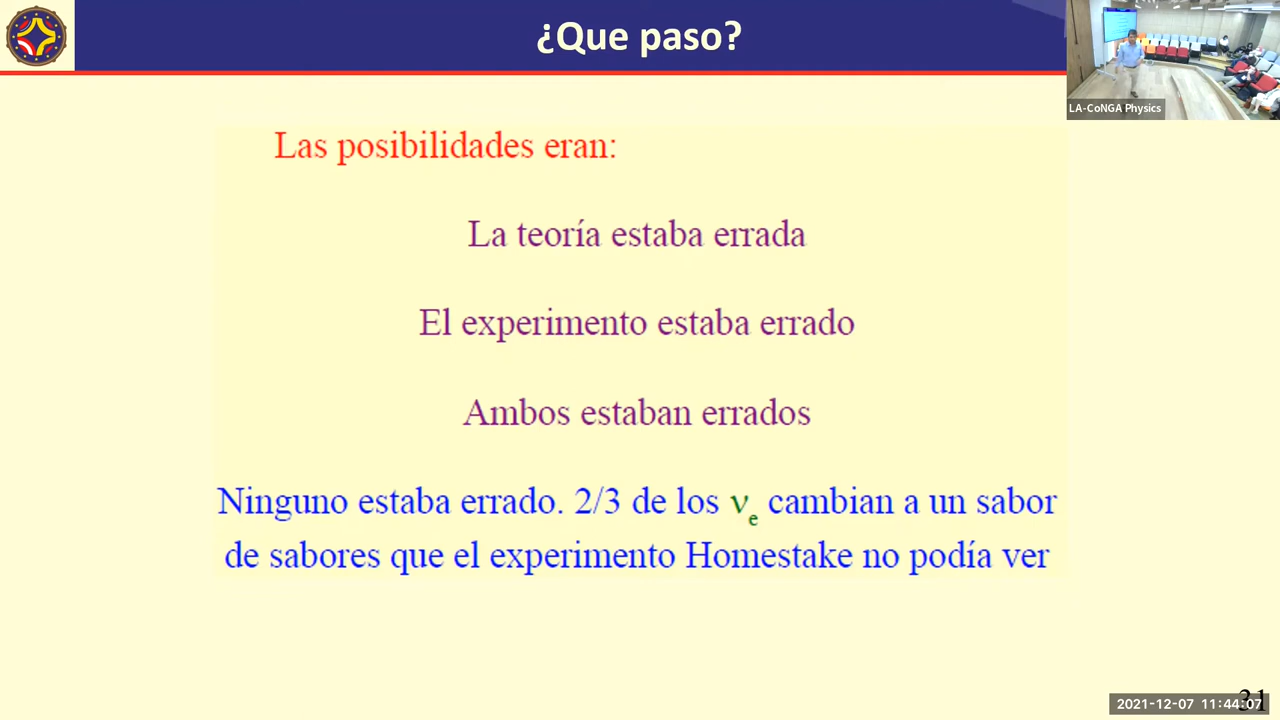 ¿Que paso?
LA-CoNGA Physics
Las posibilidades eran:
La teoría estaba errada
El experimento estaba errado
Ambos estaban errados
Ninguno estaba errado. 2/3 de los νe cambian a un sabor
de sabores que el experimento Homestake no podía ver
31
2021-12-07 11:44:07